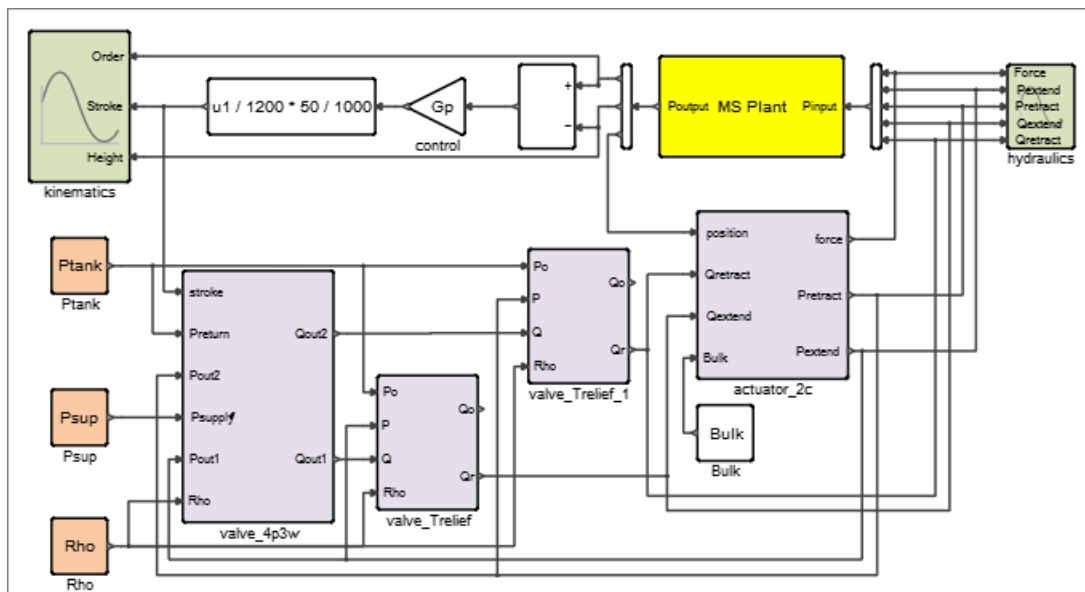 Order
Stroke
Height
kinematics
u1 / 1200 * 50 / 1000
Gp
control
+
−
Poutput
MS Plant
Pinput
Force
Pextend
Pretract
Qextend
Qretract
hydraulics
Ptank
Ptank
Psup
Psup
Rho
Rho
stroke
Preturn
Pout2
Psupply
Pout1
Rho
Qout2
Qout1
valve_4p3w
Po
P
Q
Rho
Qo
Qr
valve_Trelief
Po
P
Q
Rho
Qo
Qr
valve_Trelief_1
position
Qretract
Qextend
Bulk
force
Pretract
Pextend
actuator_2c
Bulk
Bulk